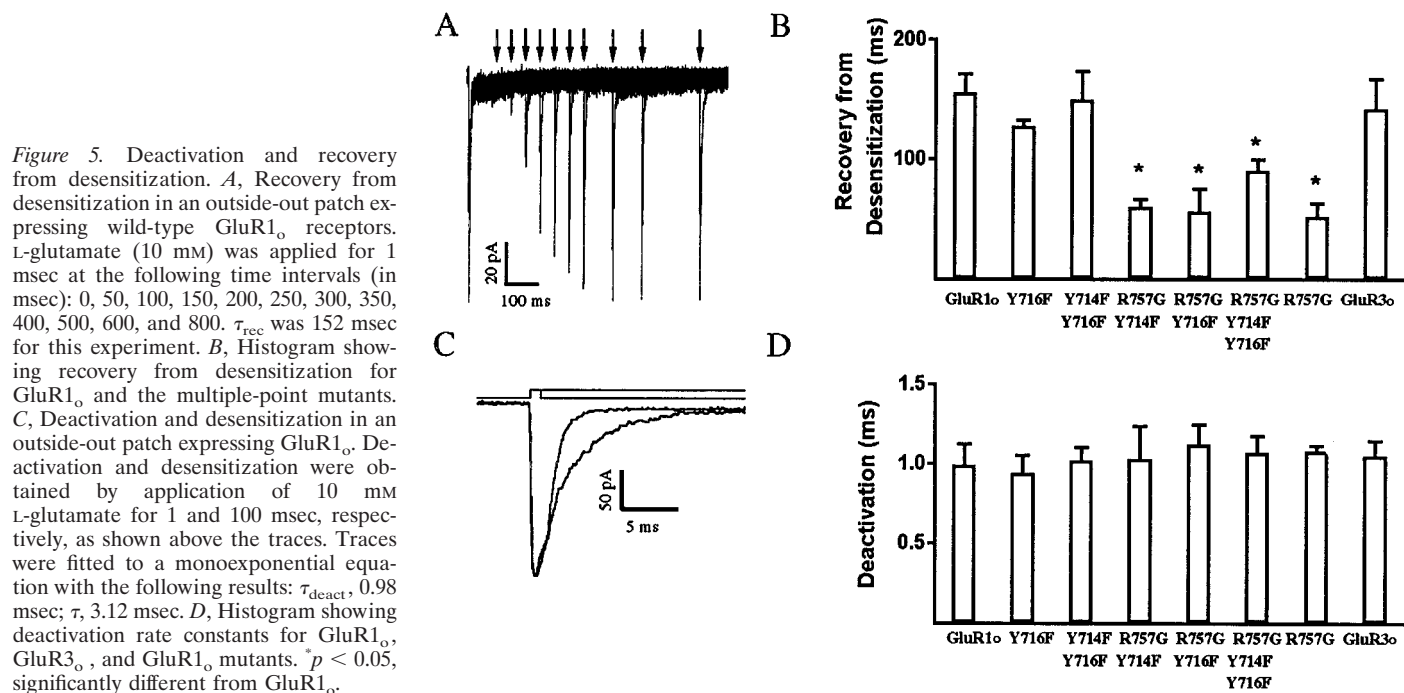 Figure 5. Deactivation and recovery
from desensitization. A, Recovery from
desensitization in an outside-out patch ex-
pressing wild-type GluR1o receptors.
L-glutamate (10 mM) was applied for 1
msec at the following time intervals (in
msec): 0, 50, 100, 150, 200, 250, 300, 350,
400, 500, 600, and 800. τrec was 152 msec
for this experiment. B, Histogram show-
ing recovery from desensitization for
GluR1o and the multiple-point mutants.
C, Deactivation and desensitization in an
outside-out patch expressing GluR1o. De-
activation and desensitization were ob-
tained by application of 10 mM
L-glutamate for 1 and 100 msec, respec-
tively, as shown above the traces. Traces
were fitted to a monoexponential equa-
tion with the following results: τdeact, 0.98
msec; τ, 3.12 msec. D, Histogram showing
deactivation rate constants for GluR1o,
GluR3o, and GluR1o mutants. *p < 0.05,
significantly different from GluR1o.
A
20 pA
100 ms
B
Recovery from
Desensitization (ms)
200
100
* * * *
GluR1o Y716F Y714F R757G R757G R757G R757G GluR3o
Y716F Y714F Y716F Y714F
Y716F
C
50 pA
5 ms
D
Deactivation (ms)
1.5
1.0
0.5
GluR1o Y716F Y714F R757G R757G R757G R757G GluR3o
Y716F Y714F Y716F Y714F
Y716F